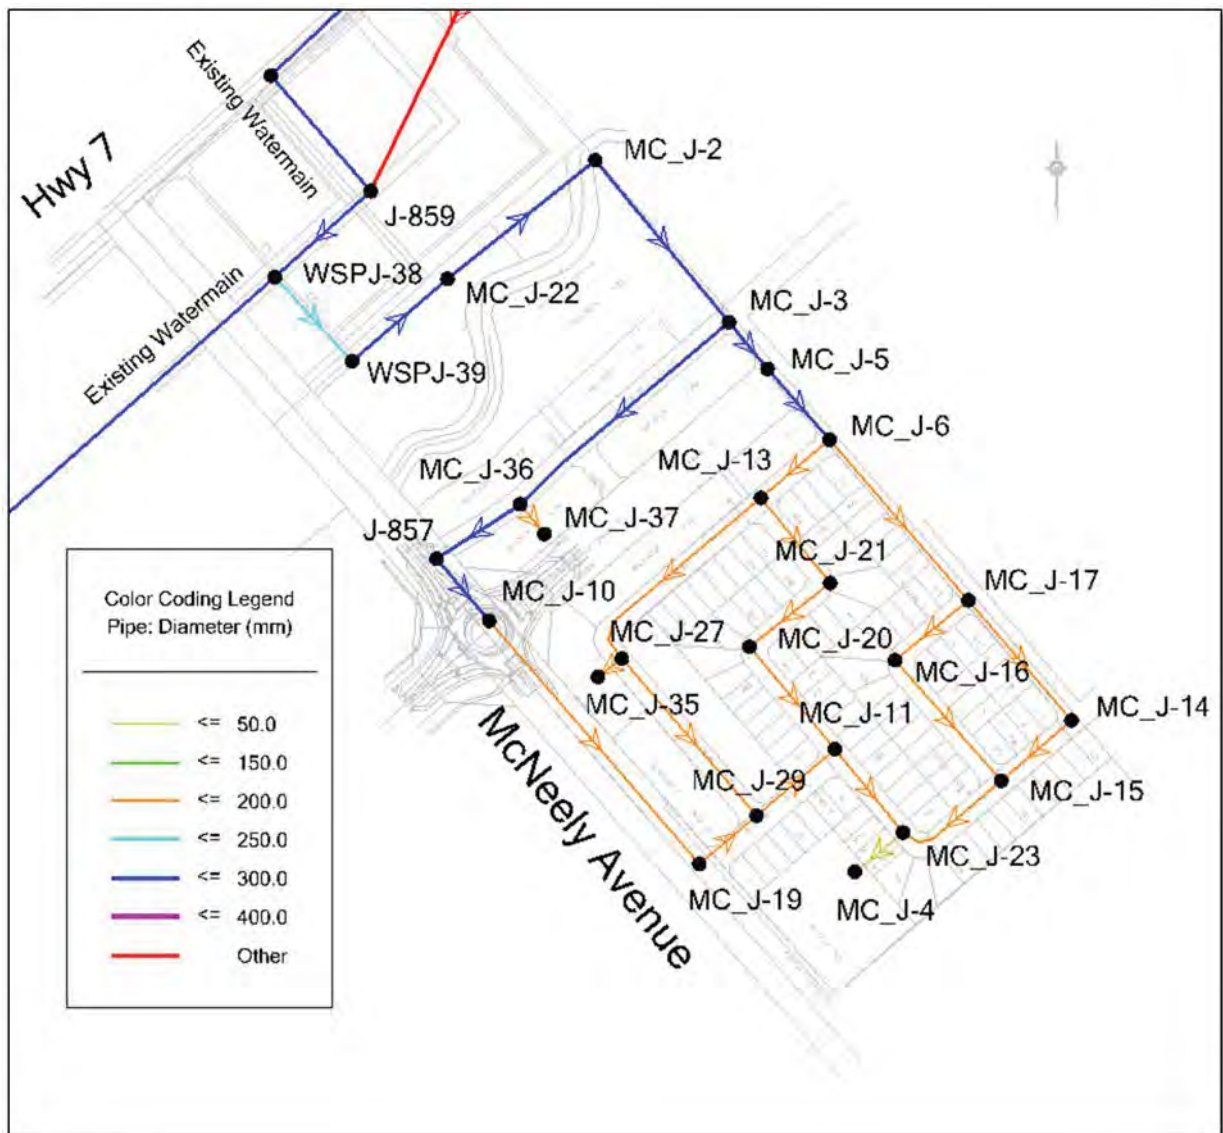 Existing Watermain
Hwy 7
MC_J-2
J-859
WSPJ-38
MC_J-22
Existing Watermain
MC_J-3
WSPJ-39
MC_J-5
MC_J-6
MC_J-36
MC_J-13
MC_J-37
J-857
MC_J-21
MC_J-10
MC_J-17
MC_J-27
MC_J-20
MC_J-16
MC_J-35
MC_J-14
MC_J-11
McNeely Avenue
MC_J-29
MC_J-15
MC_J-23
MC_J-19
MC_J-4
Color Coding Legend
Pipe: Diameter (mm)
<= 50.0
<= 150.0
<= 200.0
<= 250.0
<= 300.0
<= 400.0
Other